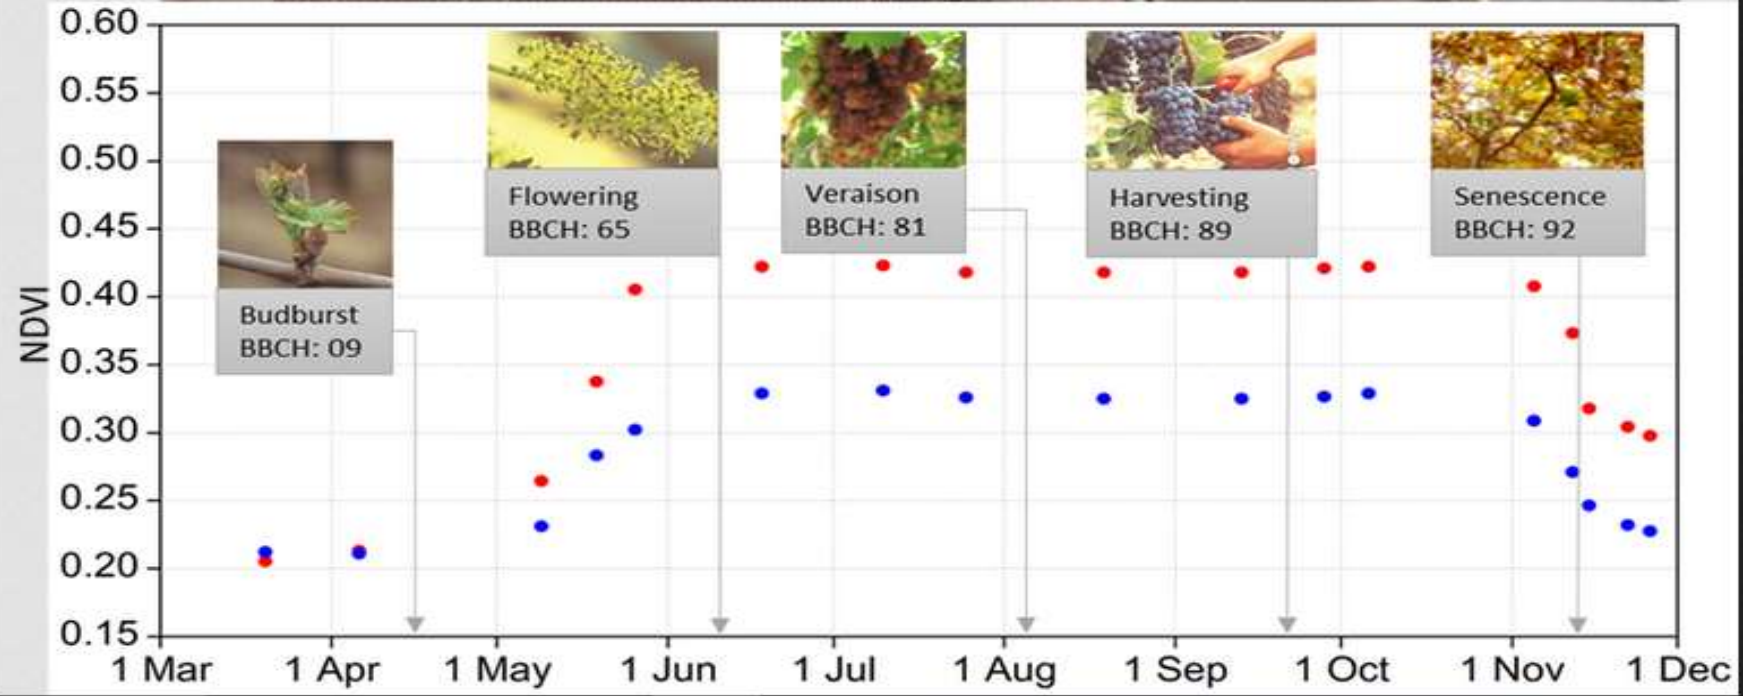 0.60
0.55
0.50
0.45
0.40
0.35
0.30
0.25
0.20
0.15
NDVI
Budburst
BBCH: 09
Flowering
BBCH: 65
Veraison
BBCH: 81
Harvesting
BBCH: 89
Senescence
BBCH: 92
1 Mar 1 Apr 1 May 1 Jun 1 Jul 1 Aug 1 Sep 1 Oct 1 Nov 1 Dec